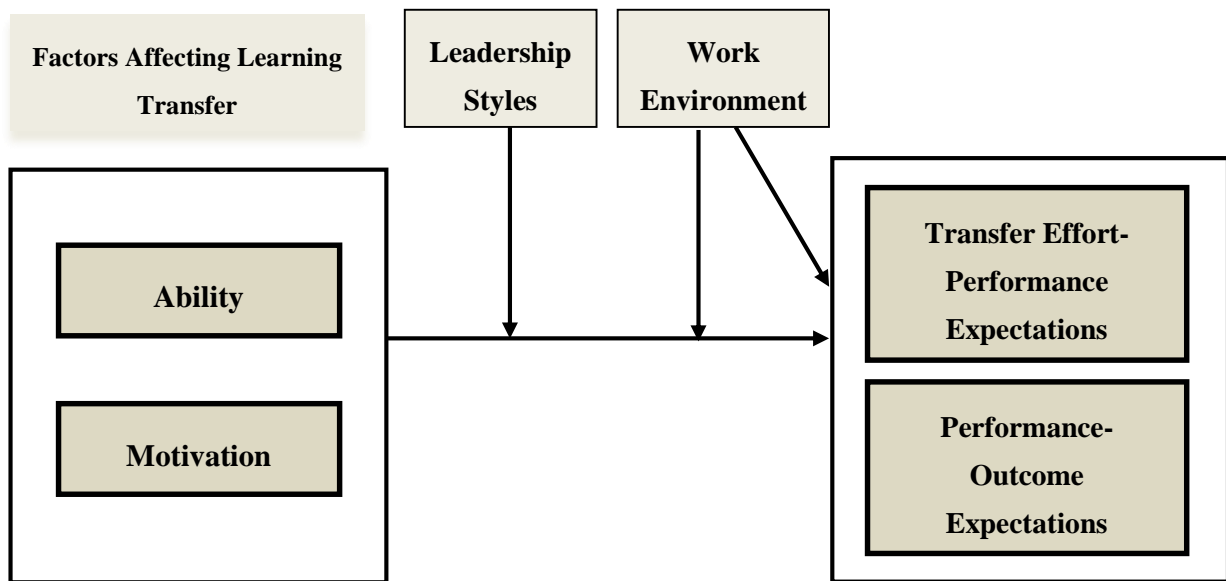 Factors Affecting Learning
Transfer
Leadership
Styles
Work
Environment
Ability
Motivation
Transfer Effort-
Performance
Expectations
Performance-
Outcome
Expectations